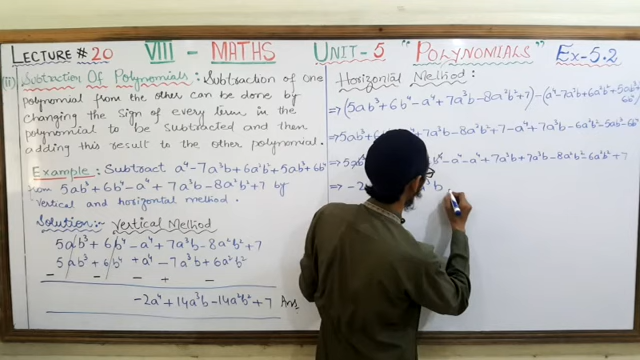 LECTURE # 20 VIII - MATHS UNIT-5 "POLYNOMIALS" Ex-5.2
(ii) Subtraction Of Polynomials: Subtraction of one
polynomial from the other can be done by
changing the sign of every term in the
polynomial to be subtracted and then
adding this result to the other polynomial.
Example: Subtract a⁴-7a³b+6a²b²+5ab³+6b⁴
from 5ab³+6b⁴-a⁴+7a³b-8a²b²+7 by
vertical and horizontal method.
Solution: Vertical Method
5ab³+6b⁴-a⁴+7a³b-8a²b²+7
5ab³+6b⁴+a⁴-7a³b+6a²b²
- - - + -
-2a⁴+14a³b-14a²b²+7 Ans.
Horizontal Method:
⇒(5ab³+6b⁴-a⁴+7a³b-8a²b²+7)-(a⁴-7a³b+6a²b²+5ab³+6b⁴)
⇒5ab³+6 +7a³b-8a²b²+7-a⁴+7a³b-6a²b²-5ab³-6b⁴
⇒5 b⁴-a⁴-a⁴+7a³b+7a³b-8a²b²-6a²b²+7
⇒-2 ³b